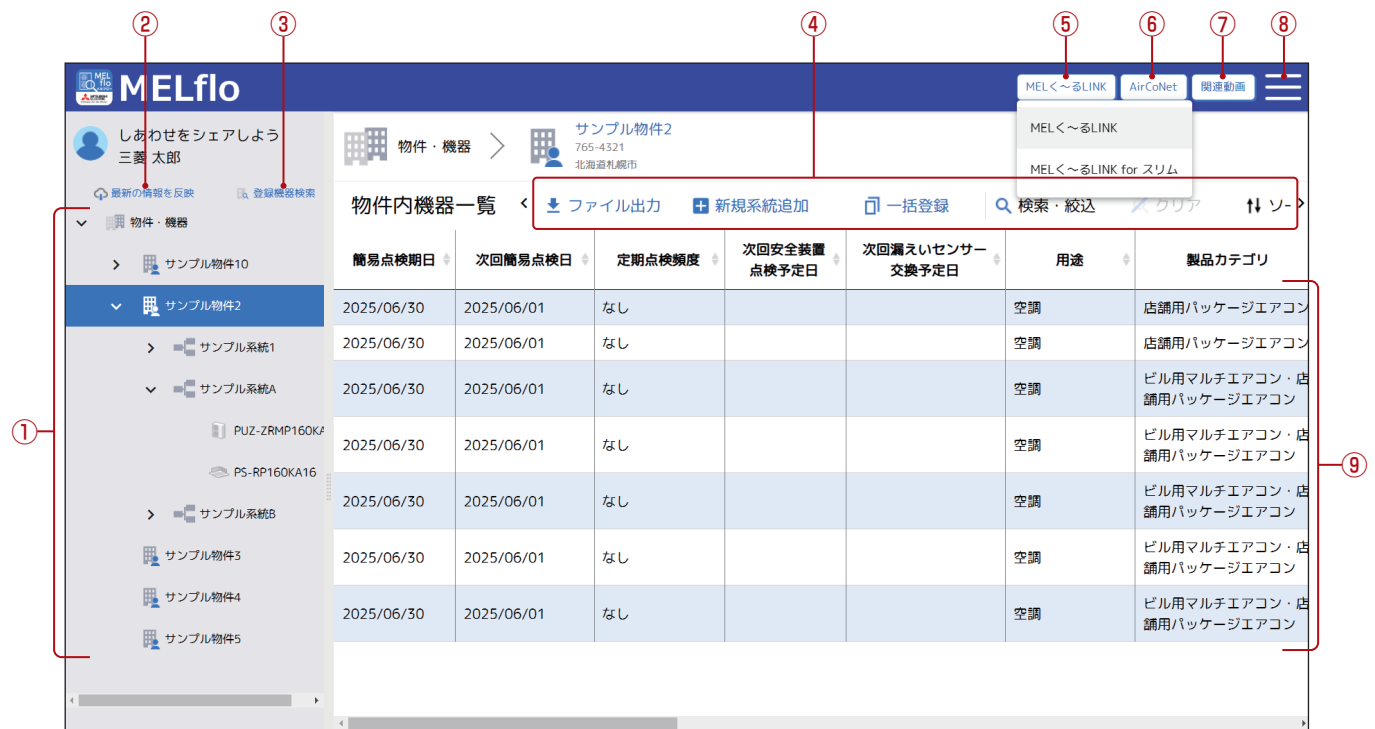 ② ③ ④ ⑤ ⑥ ⑦ ⑧
MELflo
MELく~るLINK
AirCoNet
関連動画
MELく~るLINK
MELく~るLINK for スリム
しあわせをシェアしよう
三菱 太郎
最新の情報を反映
登録機器検索
①
物件・機器
サンプル物件10
サンプル物件2
サンプル系統1
サンプル系統A
PUZ-ZRMP160KA
PS-RP160KA16
サンプル系統B
サンプル物件3
サンプル物件4
サンプル物件5
物件・機器
サンプル物件2
765-4321
北海道札幌市
物件内機器一覧
ファイル出力 新規系統追加 一括登録 検索・絞込 クリア ソー
簡易点検期日 次回簡易点検日 定期点検頻度 次回安全装置 点検予定日 次回漏えいセンサー 交換予定日 用途 製品カテゴリ
2025/06/30 2025/06/01 なし 空調 店舗用パッケージエアコン
2025/06/30 2025/06/01 なし 空調 店舗用パッケージエアコン
2025/06/30 2025/06/01 なし 空調 ビル用マルチエアコン・店
舗用パッケージエアコン
2025/06/30 2025/06/01 なし 空調 ビル用マルチエアコン・店
舗用パッケージエアコン
2025/06/30 2025/06/01 なし 空調 ビル用マルチエアコン・店
舗用パッケージエアコン
2025/06/30 2025/06/01 なし 空調 ビル用マルチエアコン・店
舗用パッケージエアコン
2025/06/30 2025/06/01 なし 空調 ビル用マルチエアコン・店
舗用パッケージエアコン
⑨